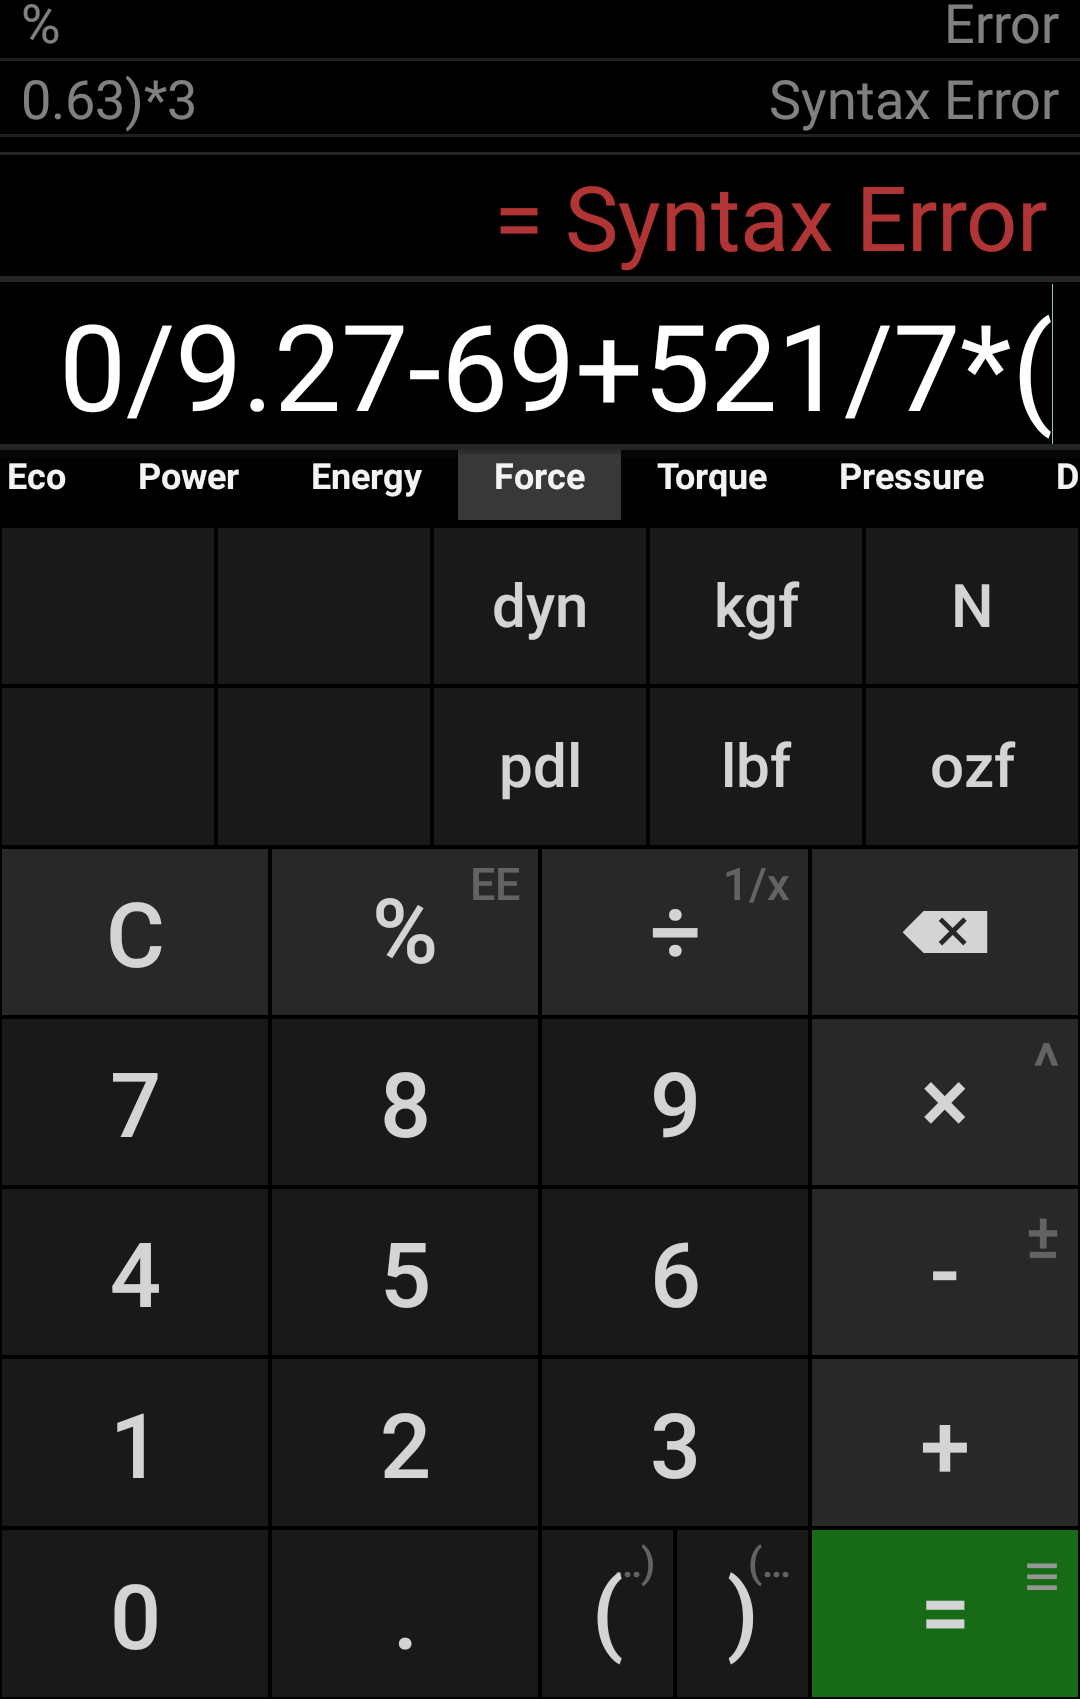 % Error
0.63)*3 Syntax Error
= Syntax Error
0/9.27-69+521/7*(
Eco Power Energy Force Torque Pressure D
dyn kgf N
pdl lbf ozf
C % EE ÷ 1/x
7 8 9 × ^
4 5 6 - ±
1 2 3 + 
0 . ( ..) ) (... = ≡